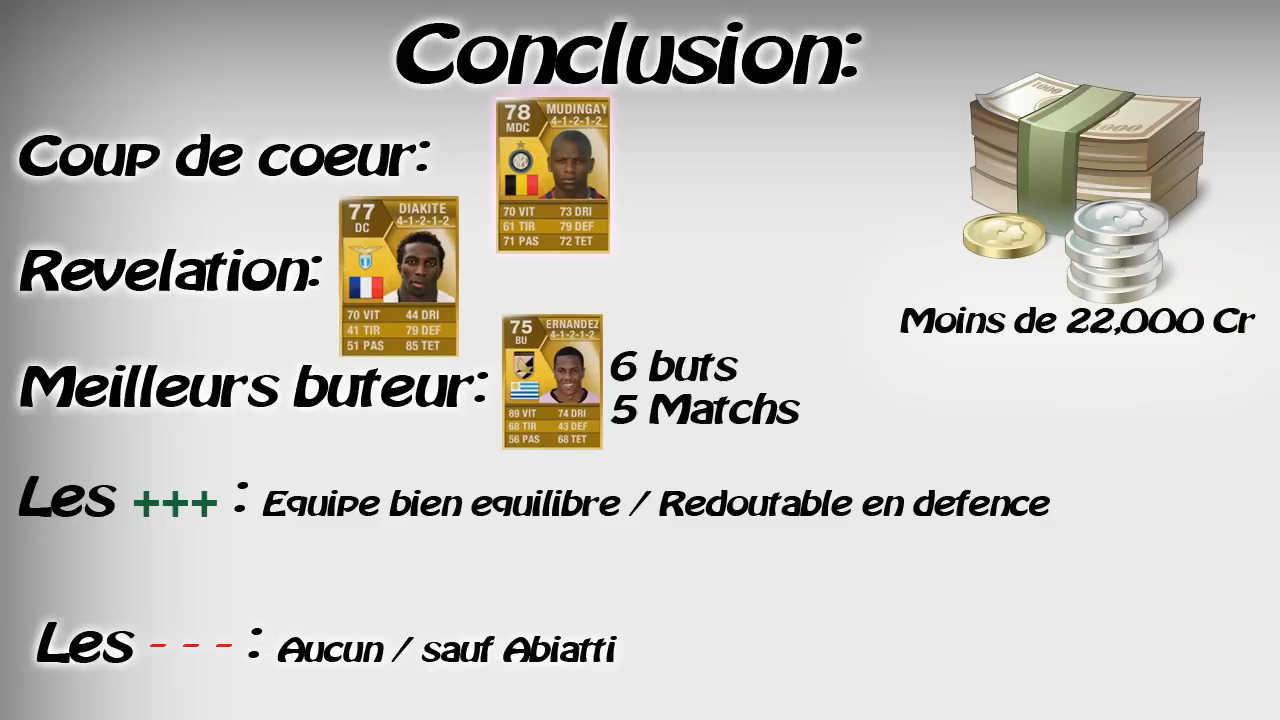 Conclusion:
Coup de coeur:
78 MUDINGAY
MDC 4-1-2-1-2
70 VIT 73 DRI
61 TIR 79 DEF
71 PAS 72 TET
Moins de 22,000 Cr
Revelation:
77 DIAKITE
DC 4-1-2-1-2
70 VIT 44 DRI
41 TIR 79 DEF
51 PAS 85 TET
Meilleurs buteur:
75 ERNANDEZ
BU 4-1-2-1-2
89 VIT 74 DRI
68 TIR 43 DEF
56 PAS 68 TET
6 buts
5 Matchs
Les +++ : Equipe bien equilibre / Redoutable en defence
Les - - - : Aucun / sauf Abiatti